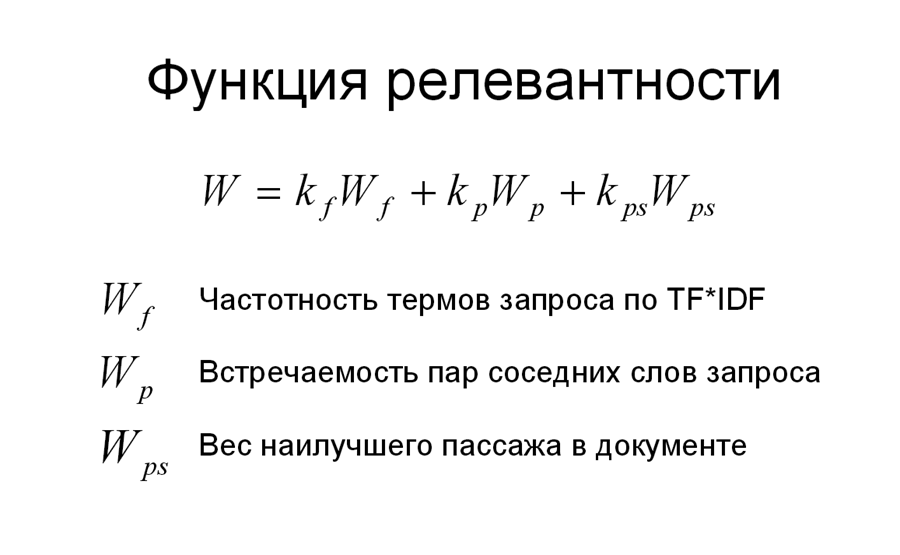 Функция релевантности
W = k_f W_f + k_p W_p + k_ps W_ps
W_f Частотность термов запроса по TF*IDF
W_p Встречаемость пар соседних слов запроса
W_ps Вес наилучшего пассажа в документе